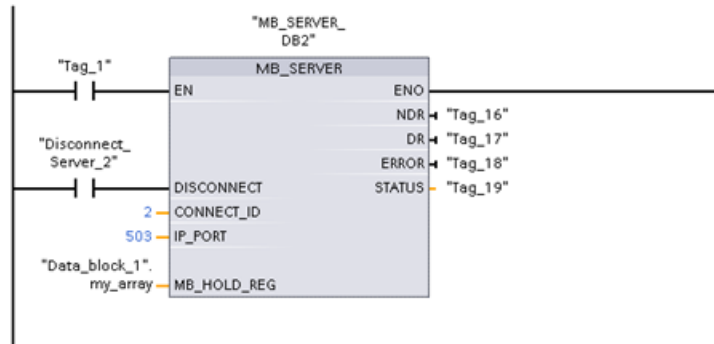 "MB_SERVER_
DB2"
"Tag_1"
MB_SERVER
EN
ENO
NDR
"Tag_16"
DR
"Tag_17"
"Disconnect_
Server_2"
ERROR
"Tag_18"
DISCONNECT
STATUS
"Tag_19"
2
CONNECT_ID
503
IP_PORT
"Data_block_1".
my_array
MB_HOLD_REG